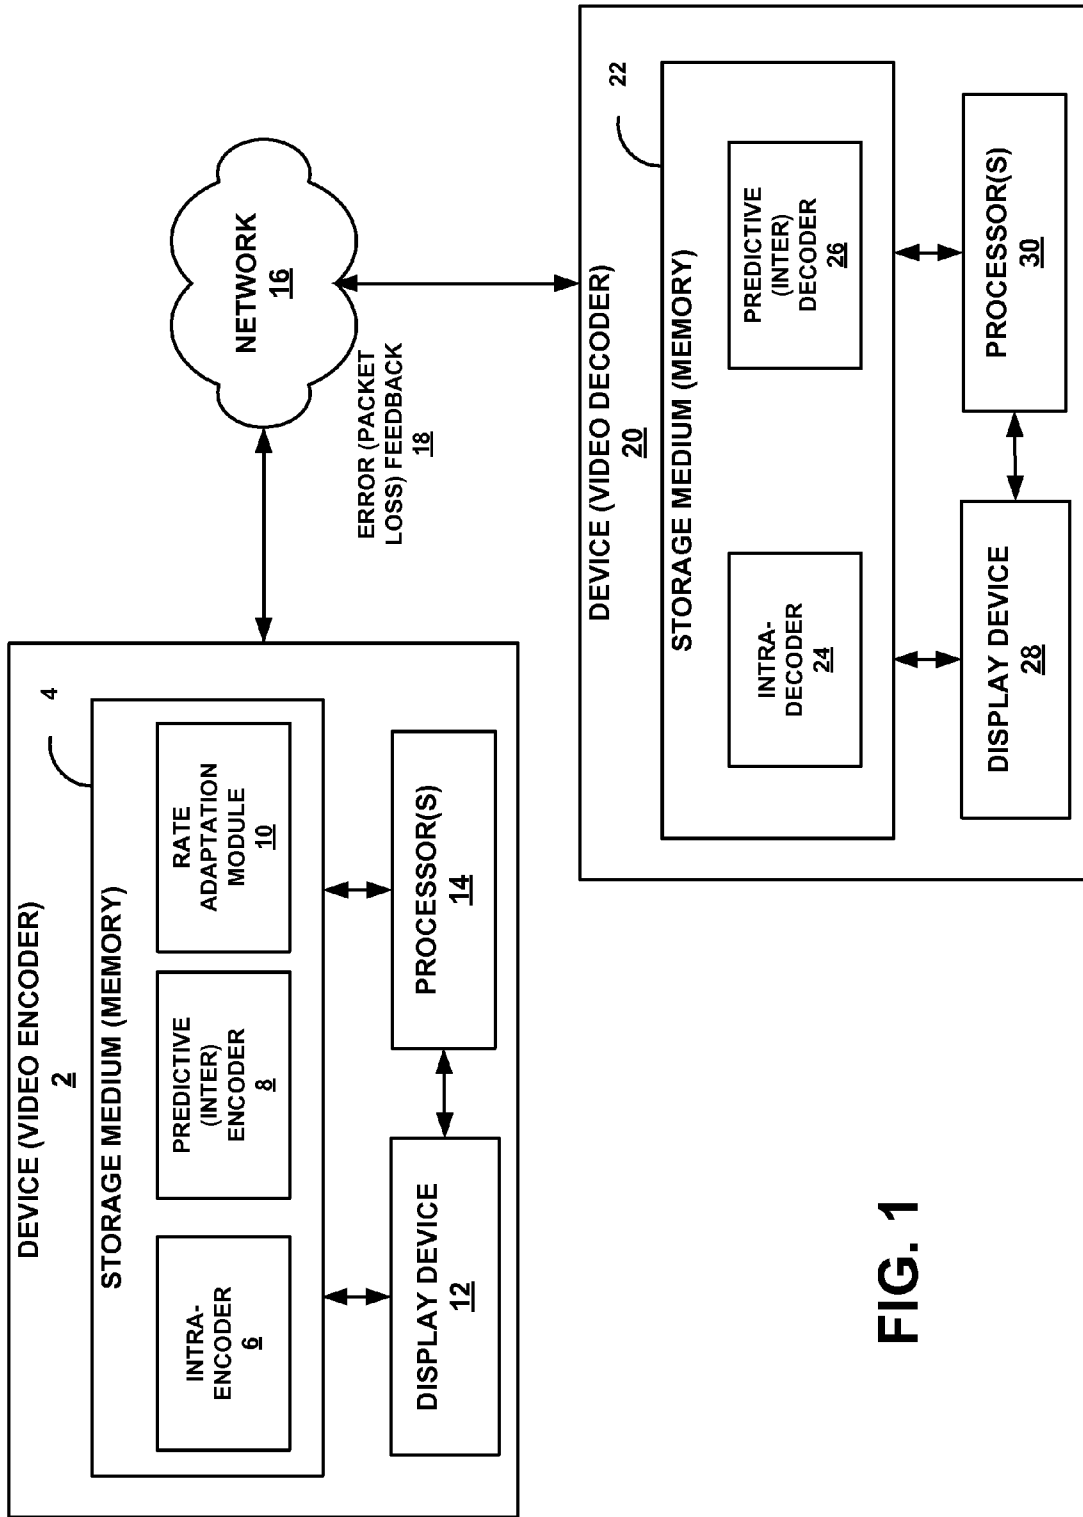 DEVICE (VIDEO ENCODER)
2
4
STORAGE MEDIUM (MEMORY)
INTRA-
ENCODER
6
PREDICTIVE
(INTER)
ENCODER
8
RATE
ADAPTATION
MODULE
10
DISPLAY DEVICE
12
PROCESSOR(S)
14
NETWORK
16
ERROR (PACKET
LOSS) FEEDBACK
18
DEVICE (VIDEO DECODER)
20
22
STORAGE MEDIUM (MEMORY)
INTRA-
DECODER
24
PREDICTIVE
(INTER)
DECODER
26
DISPLAY DEVICE
28
PROCESSOR(S)
30
FIG. 1